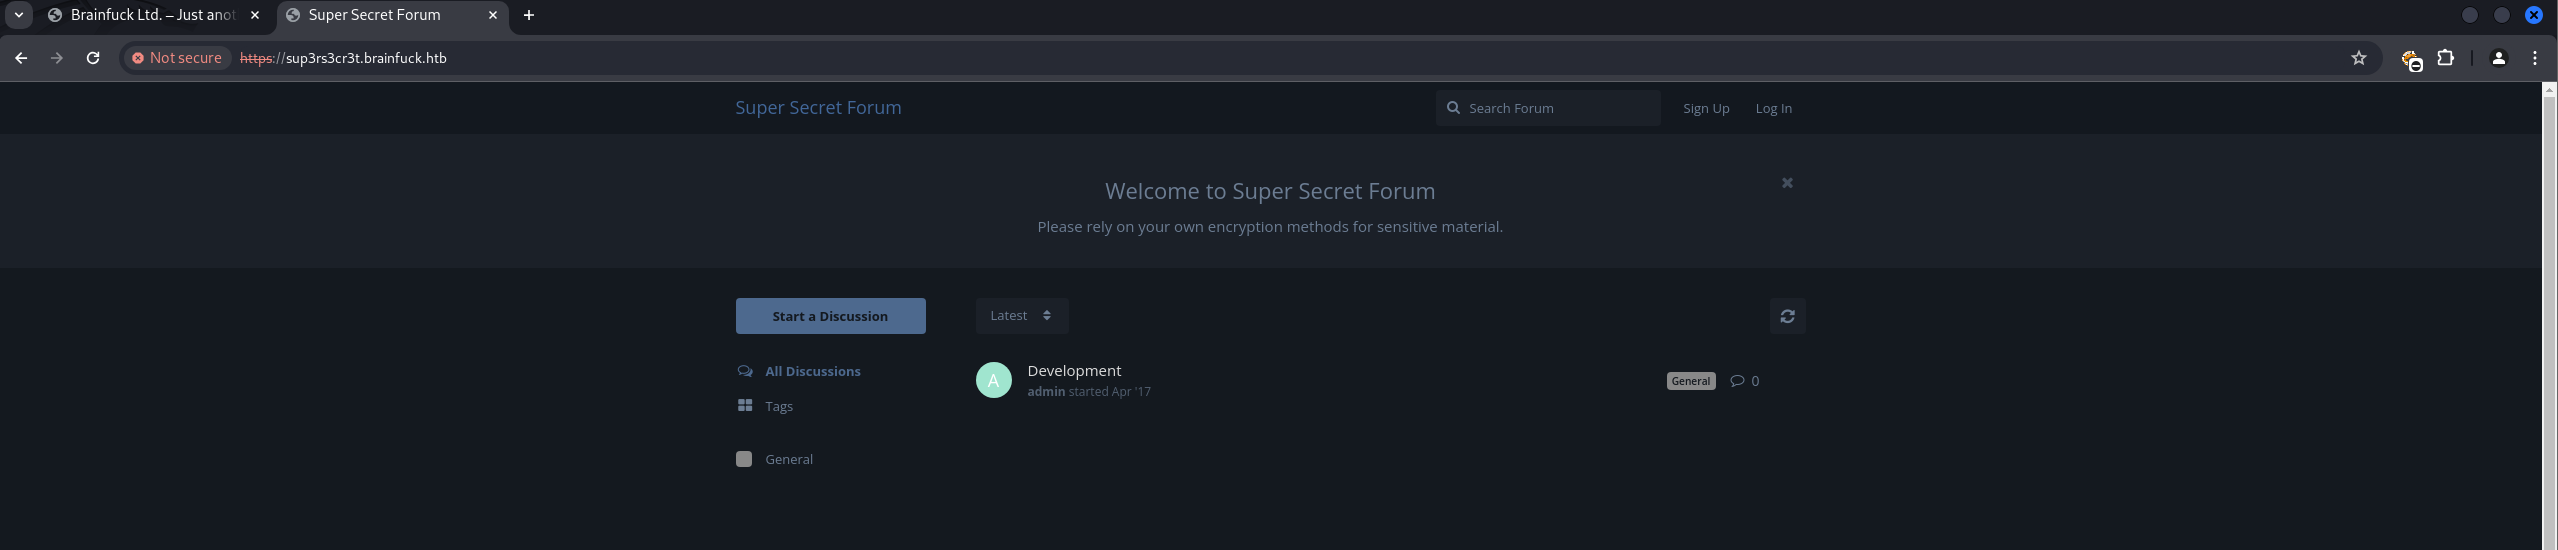 Brainfuck Ltd. – Just anot
Super Secret Forum
Not secure https://sup3rs3cr3t.brainfuck.htb
Super Secret Forum
Search Forum
Sign Up
Log In
Welcome to Super Secret Forum
Please rely on your own encryption methods for sensitive material.
Start a Discussion
Latest
All Discussions
Tags
General
A
Development
admin started Apr '17
General
0